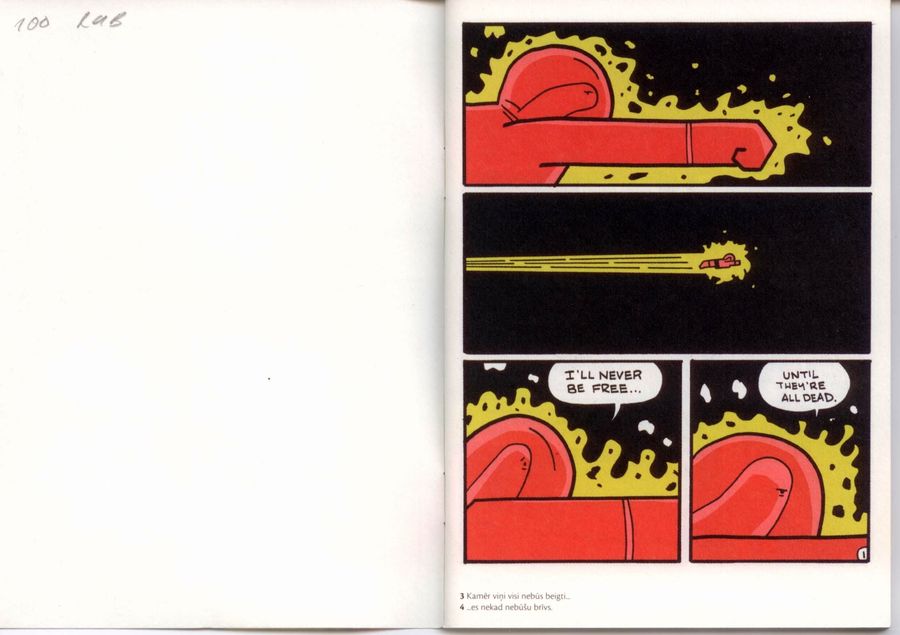 100 RUB
I'LL NEVER
BE FREE...
UNTIL
THEY'RE
ALL DEAD.
1
3 Kamēr viņi visi nebūs beigti...
4 ...es nekad nebūšu brīvs.